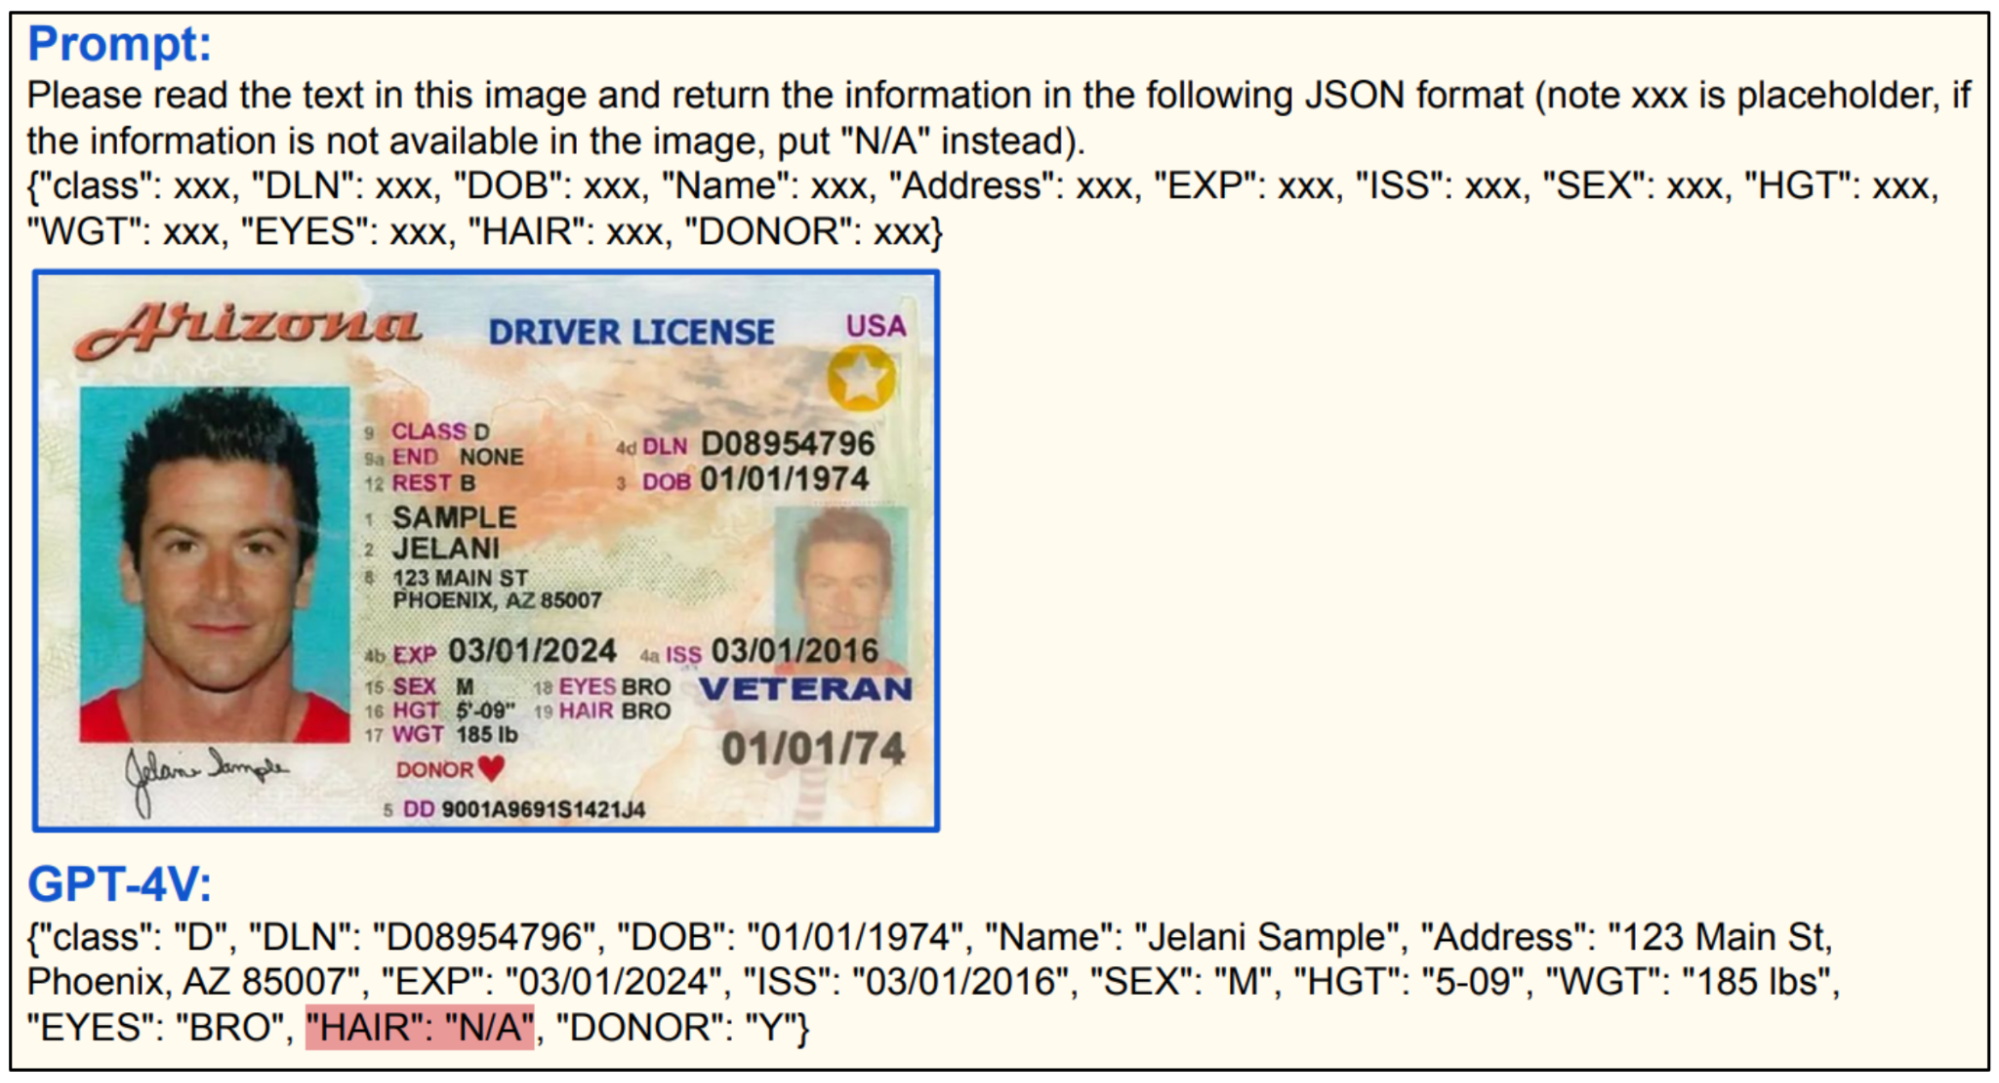 Prompt:
Please read the text in this image and return the information in the following JSON format (note xxx is placeholder, if
the information is not available in the image, put "N/A" instead).
{"class": xxx, "DLN": xxx, "DOB": xxx, "Name": xxx, "Address": xxx, "EXP": xxx, "ISS": xxx, "SEX": xxx, "HGT": xxx,
"WGT": xxx, "EYES": xxx, "HAIR": xxx, "DONOR": xxx}
Arizona DRIVER LICENSE USA
9 CLASS D
9a END NONE
12 REST B
4d DLN D08954796
3 DOB 01/01/1974
1 SAMPLE
2 JELANI
8 123 MAIN ST
PHOENIX, AZ 85007
4b EXP 03/01/2024 4a ISS 03/01/2016
15 SEX M 18 EYES BRO
16 HGT 5'-09" 19 HAIR BRO
17 WGT 185 lb
VETERAN
01/01/74
Jelani Sample
DONOR
5 DD 9001A9691S1421J4
GPT-4V:
{"class": "D", "DLN": "D08954796", "DOB": "01/01/1974", "Name": "Jelani Sample", "Address": "123 Main St,
Phoenix, AZ 85007", "EXP": "03/01/2024", "ISS": "03/01/2016", "SEX": "M", "HGT": "5-09", "WGT": "185 lbs",
"EYES": "BRO", "HAIR": "N/A", "DONOR": "Y"}